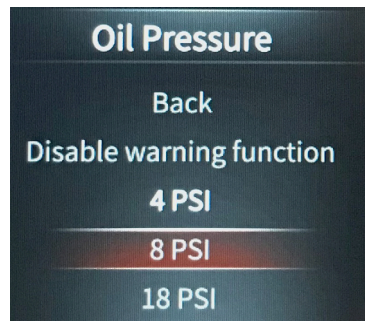 Oil Pressure
Back
Disable warning function
4 PSI
8 PSI
18 PSI